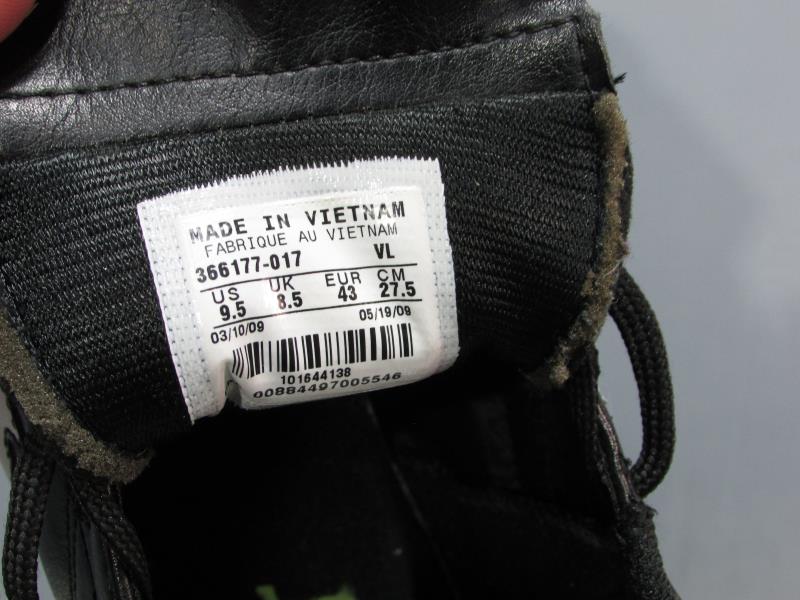 MADE IN VIETNAM
FABRIQUE AU VIETNAM
366177-017 VL
US UK EUR CM
9.5 8.5 43 27.5
03/10/09 05/19/09
101644138
00884497005546